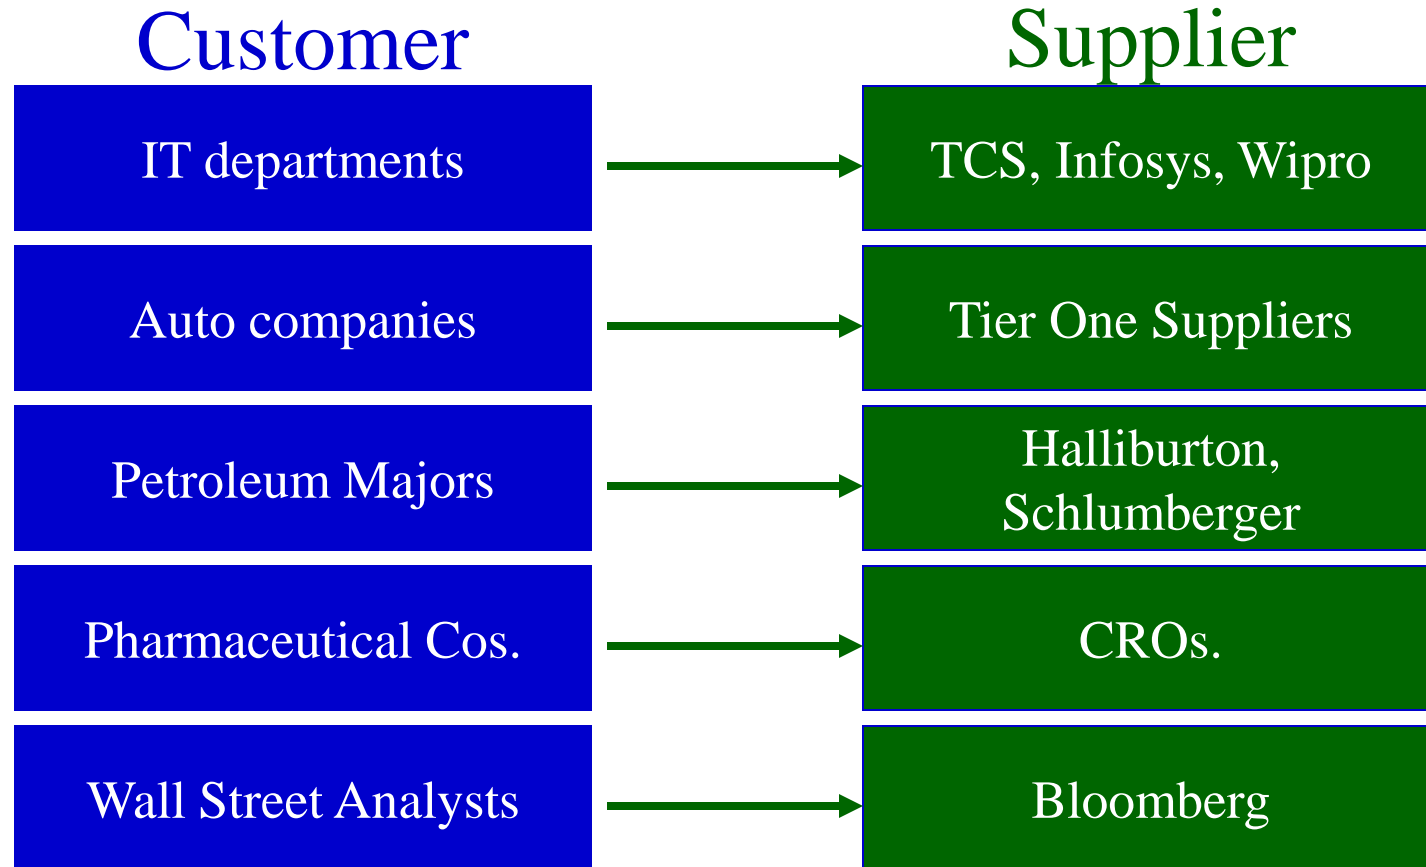 Customer
Supplier
IT departments
TCS, Infosys, Wipro
Auto companies
Tier One Suppliers
Petroleum Majors
Halliburton,
Schlumberger
Pharmaceutical Cos.
CROs.
Wall Street Analysts
Bloomberg